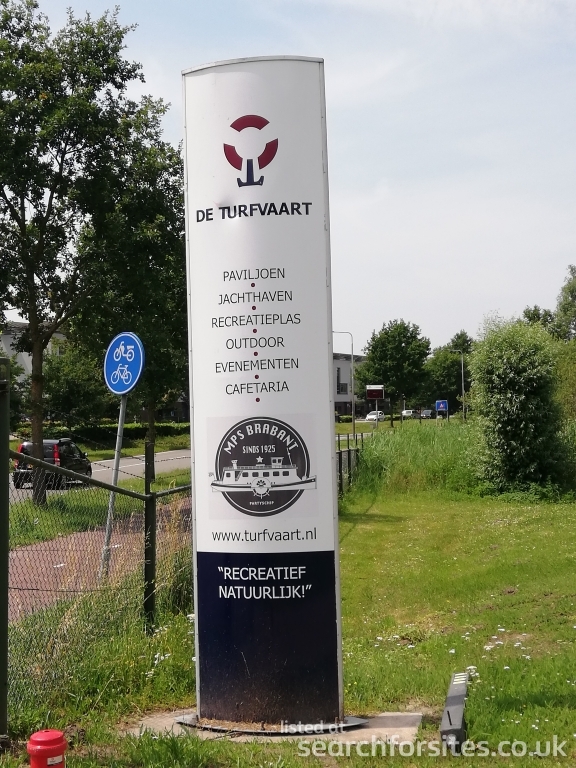 DE TURFVAART
PAVILJOEN
JACHTHAVEN
RECREATIEPLAS
OUTDOOR
EVENEMENTEN
CAFETARIA
MPS BRABANT
SINDS 1925
PARTYSCHIP
www.turfvaart.nl
"RECREATIEF
NATUURLIJK!"
listed at
searchforsites.co.uk